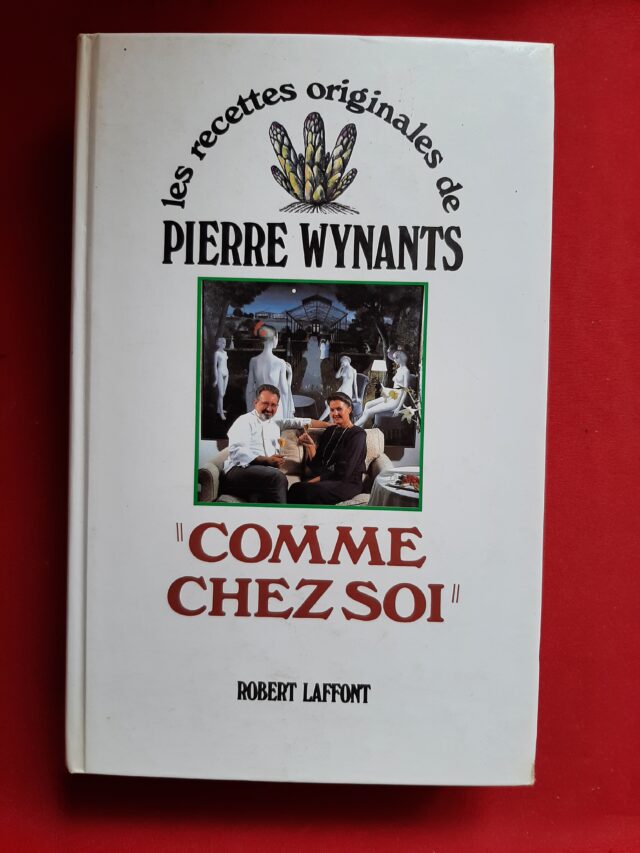 les recettes originales de
PIERRE WYNANTS
"COMME
CHEZ SOI"
ROBERT LAFFONT